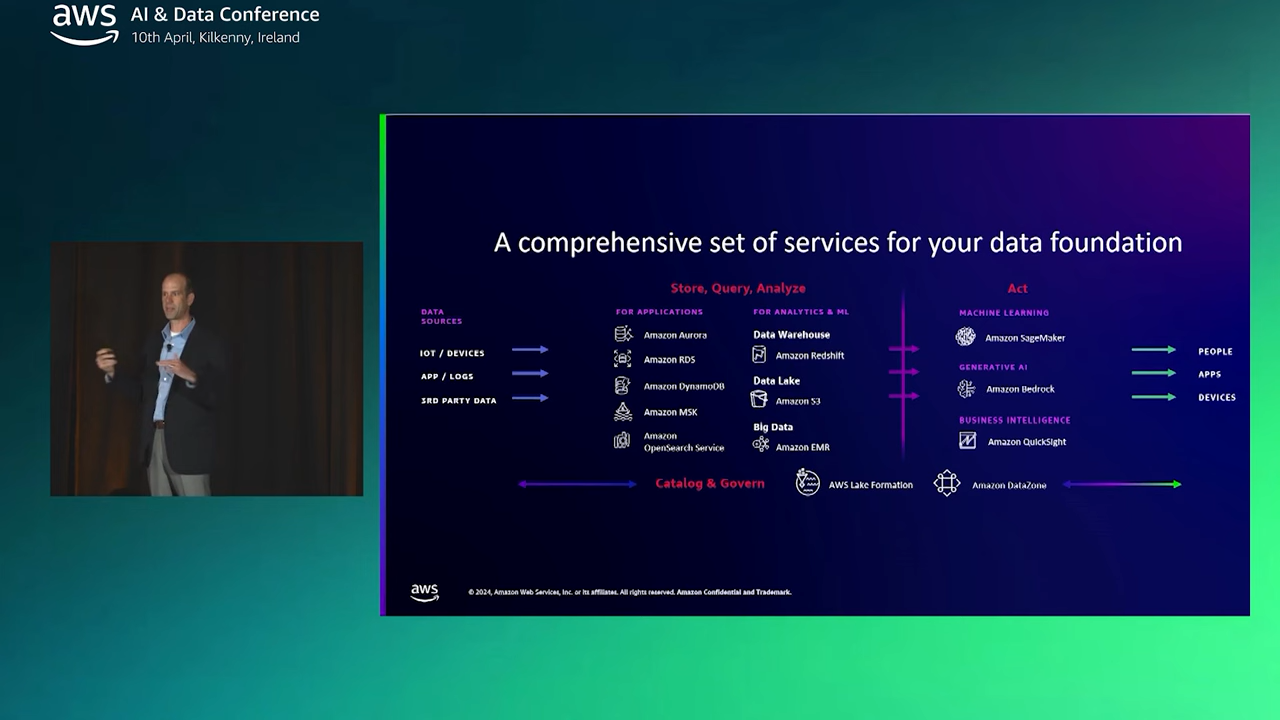 aws
AI & Data Conference
10th April, Kilkenny, Ireland
A comprehensive set of services for your data foundation
Store, Query, Analyze
Act
DATA
SOURCES
IOT / DEVICES
APP / LOGS
3RD PARTY DATA
FOR APPLICATIONS
Amazon Aurora
Amazon RDS
Amazon DynamoDB
Amazon MSK
Amazon
OpenSearch Service
FOR ANALYTICS & ML
Data Warehouse
Amazon Redshift
Data Lake
Amazon S3
Big Data
Amazon EMR
MACHINE LEARNING
Amazon SageMaker
GENERATIVE AI
Amazon Bedrock
BUSINESS INTELLIGENCE
Amazon QuickSight
PEOPLE
APPS
DEVICES
Catalog & Govern
AWS Lake Formation
Amazon DataZone
aws
© 2024, Amazon Web Services, Inc. or its affiliates. All rights reserved. Amazon Confidential and Trademark.